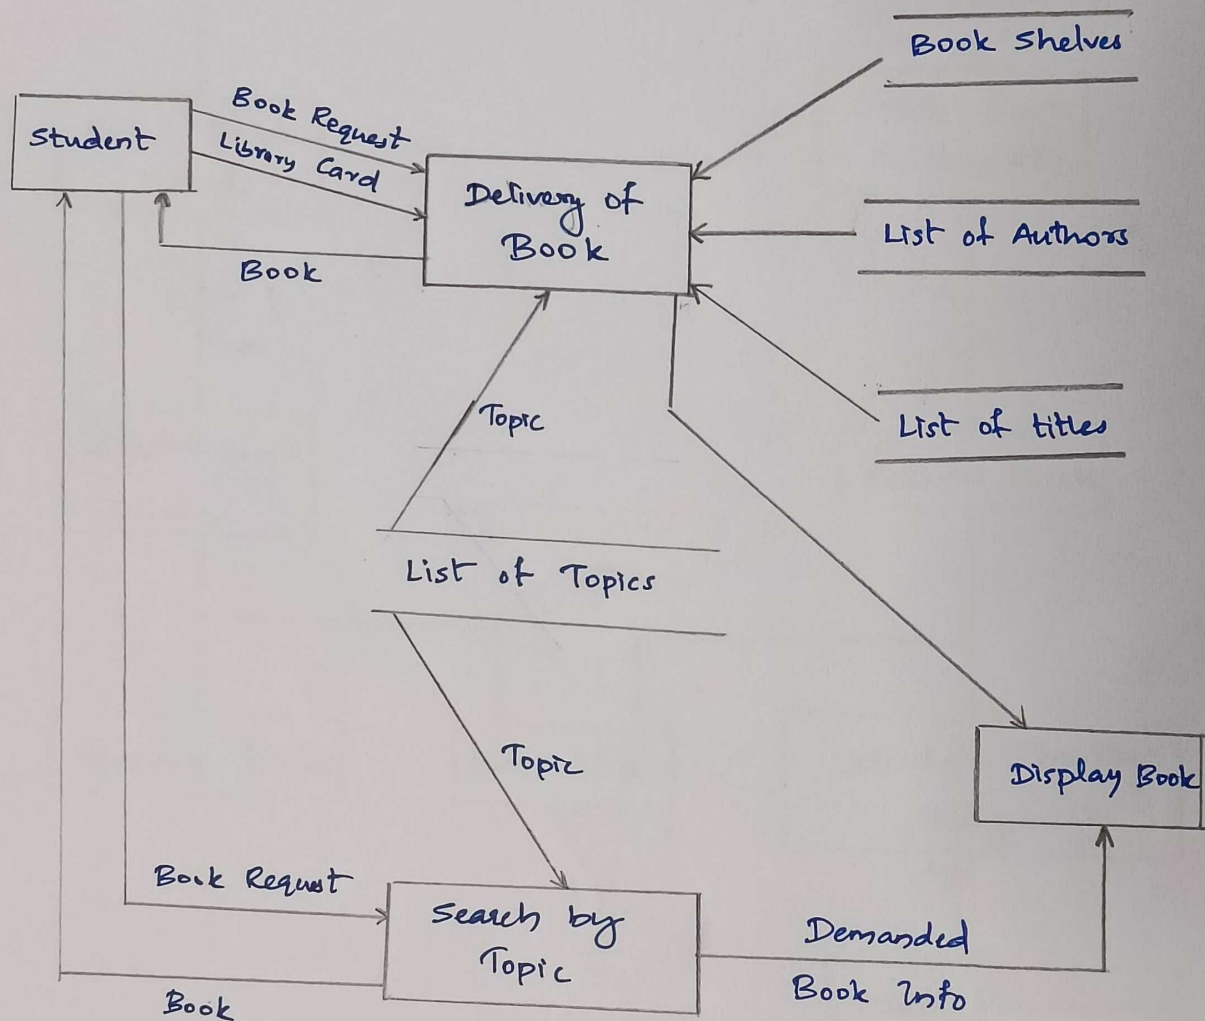 Book Shelves
Student
Book Request
Library Card
Delivery of
Book
List of Authors
Book
Topic
List of titles
List of Topics
Topic
Display Book
Book Request
Search by
Topic
Demanded
Book Info
Book